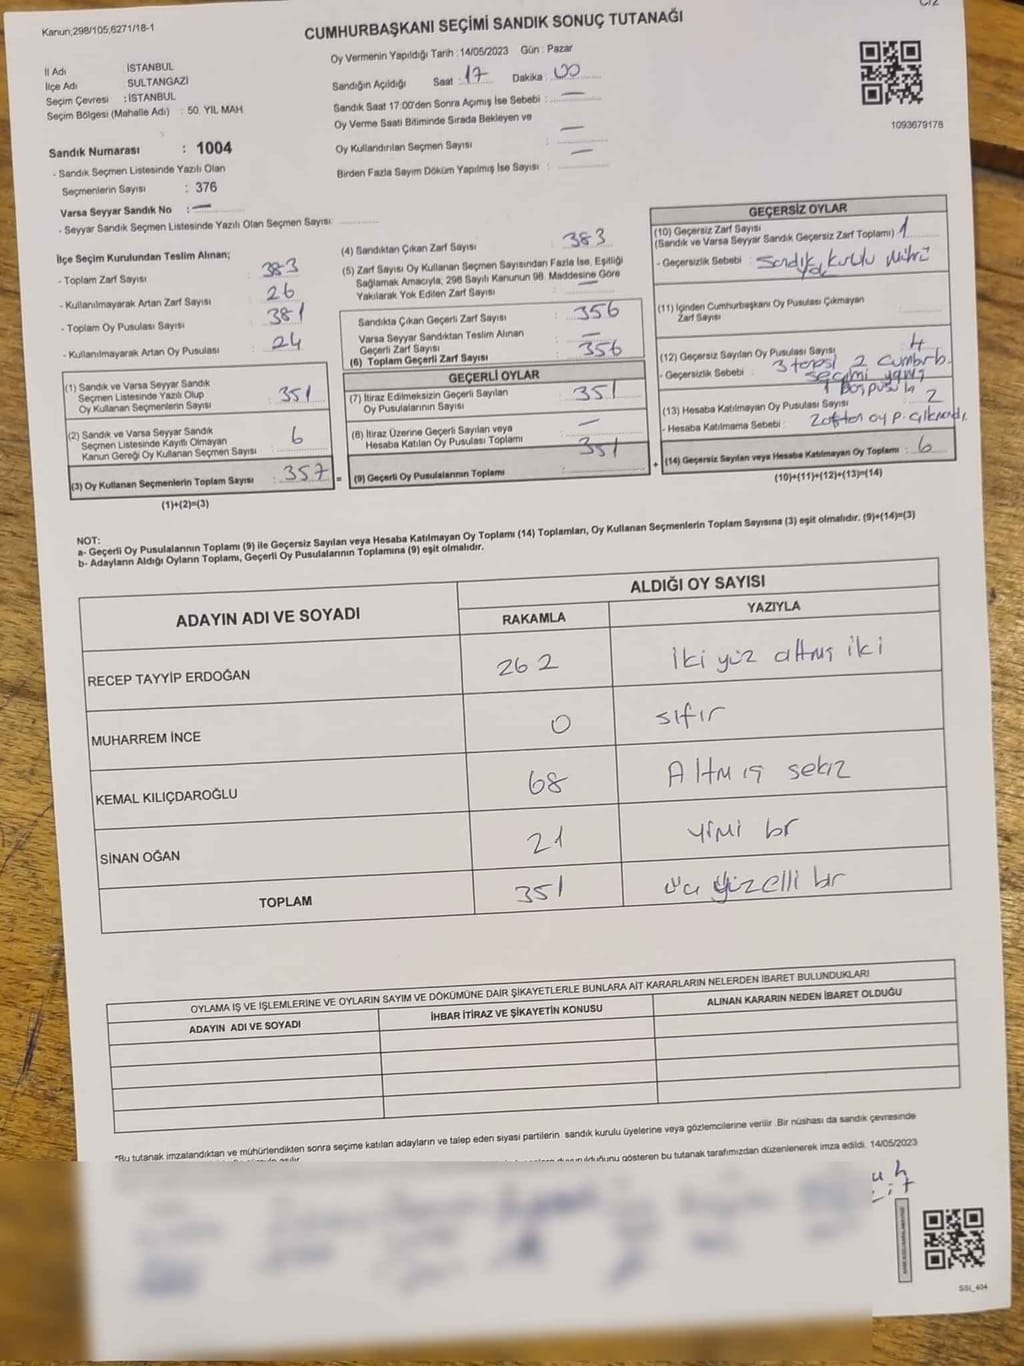 Kanun;298/105;6271/18-1
CUMHURBAŞKANI SEÇİMİ SANDIK SONUÇ TUTANAĞI
Oy Vermenin Yapıldığı Tarih : 14/05/2023 Gün : Pazar
İl Adı İSTANBUL
İlçe Adı : SULTANGAZİ
Seçim Çevresi : İSTANBUL
Seçim Bölgesi (Mahalle Adı) : 50. YIL MAH
Sandık Numarası : 1004
- Sandık Seçmen Listesinde Yazılı Olan
Seçmenlerin Sayısı : 376
Varsa Seyyar Sandık No : —
- Seyyar Sandık Seçmen Listesinde Yazılı Olan Seçmen Sayısı:
Sandığın Açıldığı Saat : 17 Dakika : 00
Sandık Saat 17:00'den Sonra Açımış İse Sebebi : —
Oy Verme Saati Bitiminde Sırada Bekleyen ve
Oy Kullandırılan Seçmen Sayısı : —
Birden Fazla Sayım Döküm Yapılmış İse Sayısı : —
1093679178
İlçe Seçim Kurulundan Teslim Alınan;
- Toplam Zarf Sayısı : 383
- Kullanılmayarak Artan Zarf Sayısı : 26
- Toplam Oy Pusulası Sayısı : 381
- Kullanılmayarak Artan Oy Pusulası : 24
(1) Sandık ve Varsa Seyyar Sandık
Seçmen Listesinde Yazılı Olup
Oy Kullanan Seçmenlerin Sayısı : 351
(2) Sandık ve Varsa Seyyar Sandık
Seçmen Listesinde Kayıtlı Olmayan
Kanun Gereği Oy Kullanan Seçmen Sayısı : 6
(3) Oy Kullanan Seçmenlerin Toplam Sayısı : 357
(1)+(2)=(3)
(4) Sandıktan Çıkan Zarf Sayısı : 383
(5) Zarf Sayısı Oy Kullanan Seçmen Sayısından Fazla İse, Eşitliği
Sağlamak Amacıyla; 298 Sayılı Kanunun 98. Maddesine Göre
Yakılarak Yok Edilen Zarf Sayısı : —
Sandıkta Çıkan Geçerli Zarf Sayısı : 356
Varsa Seyyar Sandıktan Teslim Alınan
Geçerli Zarf Sayısı : —
(6) Toplam Geçerli Zarf Sayısı : 356
GEÇERLİ OYLAR
(7) İtiraz Edilmeksizin Geçerli Sayılan
Oy Pusulalarının Sayısı : 351
(8) İtiraz Üzerine Geçerli Sayılan veya
Hesaba Katılan Oy Pusulası Toplamı : —
(9) Geçerli Oy Pusulalarının Toplamı : 351
GEÇERSİZ OYLAR
(10) Geçersiz Zarf Sayısı
(Sandık ve Varsa Seyyar Sandık Geçersiz Zarf Toplamı) 1
- Geçersizlik Sebebi : Sandık kurulu mührü
(11) İçinden Cumhurbaşkanı Oy Pusulası Çıkmayan
Zarf Sayısı
(12) Geçersiz Sayılan Oy Pusulası Sayısı : 4
- Geçersizlik Sebebi : 3 tercesi 2 cumhrb.
seçimi yanış
(13) Hesaba Katılmayan Oy Pusulası Sayısı : 2
- Hesaba Katılmama Sebebi : Zarftan oy p. çıkmadı.
(14) Geçersiz Sayılan veya Hesaba Katılmayan Oy Toplamı : 6
(10)+(11)+(12)+(13)=(14)
NOT:
a- Geçerli Oy Pusulalarının Toplamı (9) ile Geçersiz Sayılan veya Hesaba Katılmayan Oy Toplamı (14) Toplamları, Oy Kullanan Seçmenlerin Toplam Sayısına (3) eşit olmalıdır. (9)+(14)=(3)
b- Adayların Aldığı Oyların Toplamı, Geçerli Oy Pusulalarının Toplamına (9) eşit olmalıdır.
ADAYIN ADI VE SOYADI ALDIĞI OY SAYISI
RAKAMLA YAZIYLA
RECEP TAYYİP ERDOĞAN 262 iki yüz altmış iki
MUHARREM İNCE 0 sıfır
KEMAL KILIÇDAROĞLU 68 Altmış sekiz
SİNAN OĞAN 21 yirmi bir
TOPLAM 351 üç yüzelli bir
OYLAMA İŞ VE İŞLEMLERİNE VE OYLARIN SAYIM VE DÖKÜMÜNE DAİR ŞİKAYETLERLE BUNLARA AİT KARARLARIN NELERDEN İBARET BULUNDUKLARI
ADAYIN ADI VE SOYADI İHBAR İTİRAZ VE ŞİKAYETİN KONUSU ALINAN KARARIN NEDEN İBARET OLDUĞU
*Bu tutanak imzalandıktan ve mühürlendikten sonra seçime katılan adayların ve talep eden siyasi partilerin sandık kurulu üyelerine veya gözlemcilerine verilir .Bir nüshası da sandık çevresinde
gösteren bu tutanak tarafımızdan düzenlenerek imza edildi. 14/05/2023
SSI_404